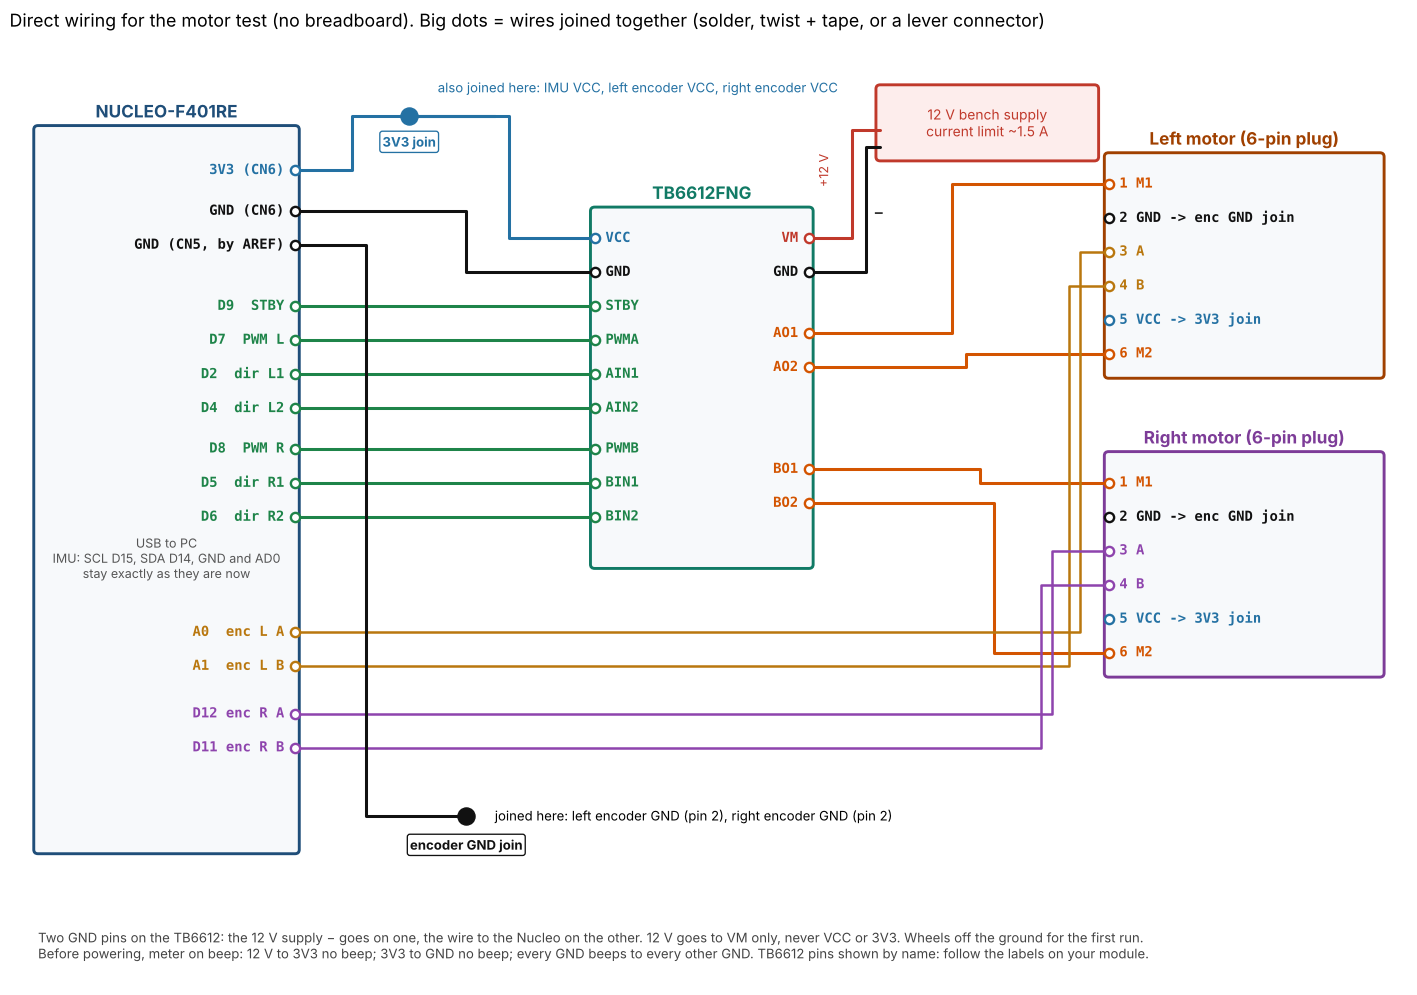 Direct wiring for the motor test (no breadboard). Big dots = wires joined together (solder, twist + tape, or a lever connector)
also joined here: IMU VCC, left encoder VCC, right encoder VCC
NUCLEO-F401RE
3V3 join
12 V bench supply
current limit ~1.5 A
Left motor (6-pin plug)
3V3 (CN6)
GND (CN6)
GND (CN5, by AREF)
D9 STBY
D7 PWM L
D2 dir L1
D4 dir L2
D8 PWM R
D5 dir R1
D6 dir R2
USB to PC
IMU: SCL D15, SDA D14, GND and AD0
stay exactly as they are now
A0 enc L A
A1 enc L B
D12 enc R A
D11 enc R B
TB6612FNG
VCC
GND
STBY
PWMA
AIN1
AIN2
PWMB
BIN1
BIN2
VM
GND
AO1
AO2
BO1
BO2
+12 V
−
1 M1
2 GND -> enc GND join
3 A
4 B
5 VCC -> 3V3 join
6 M2
Right motor (6-pin plug)
1 M1
2 GND -> enc GND join
3 A
4 B
5 VCC -> 3V3 join
6 M2
joined here: left encoder GND (pin 2), right encoder GND (pin 2)
encoder GND join
Two GND pins on the TB6612: the 12 V supply − goes on one, the wire to the Nucleo on the other. 12 V goes to VM only, never VCC or 3V3. Wheels off the ground for the first run.
Before powering, meter on beep: 12 V to 3V3 no beep; 3V3 to GND no beep; every GND beeps to every other GND. TB6612 pins shown by name: follow the labels on your module.